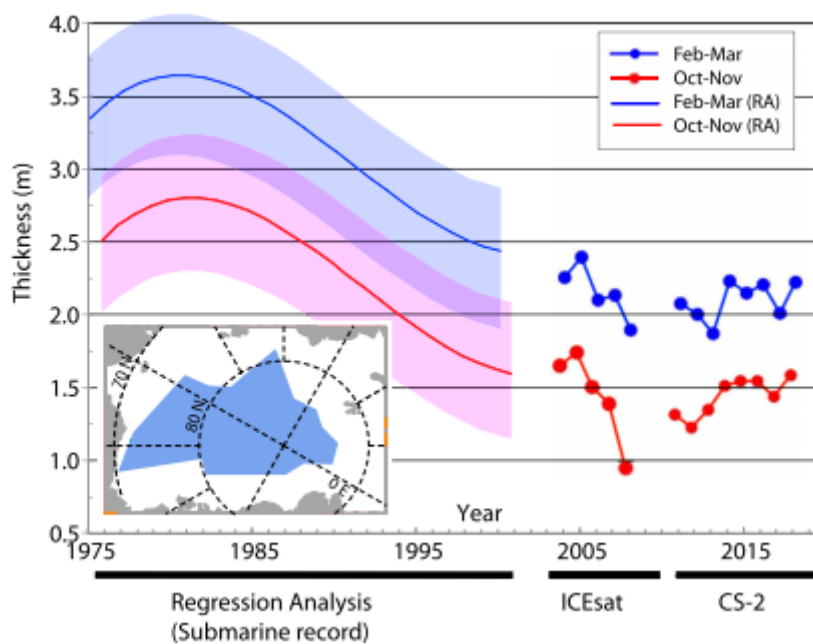 4.0
3.5
3.0
2.5
2.0
1.5
1.0
0.5
Thickness (m)
Feb-Mar
Oct-Nov
Feb-Mar (RA)
Oct-Nov (RA)
70 N
80 N
0 E
Year
1975 1985 1995 2005 2015
Regression Analysis ICEsat CS-2
(Submarine record)